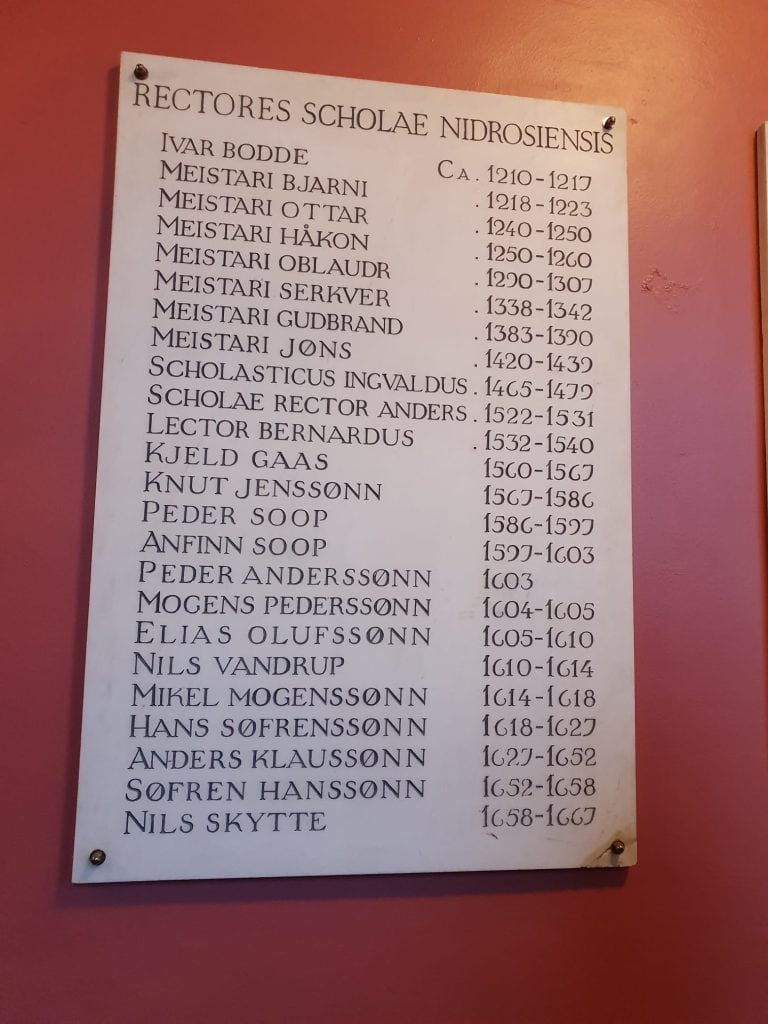 RECTORES SCHOLAE NIDROSIENSIS
IVAR BODDE CA. 1210-1217
MEISTARI BJARNI . 1218-1223
MEISTARI OTTAR . 1240-1250
MEISTARI HÅKON . 1250-1260
MEISTARI OBLAUDR . 1290-1307
MEISTARI SERKVER . 1338-1342
MEISTARI GUDBRAND . 1383-1390
MEISTARI JØNS . 1420-1439
SCHOLASTICUS INGVALDUS . 1465-1479
SCHOLAE RECTOR ANDERS . 1522-1531
LECTOR BERNARDUS . 1532-1540
KJELD GAAS 1560-1567
KNUT JENSSØNN 1567-1586
PEDER SOOP 1586-1597
ANFINN SOOP 1597-1603
PEDER ANDERSSØNN 1603
MOGENS PEDERSSØNN 1604-1605
ELIAS OLUFSSØNN 1605-1610
NILS VANDRUP 1610-1614
MIKEL MOGENSSØNN 1614-1618
HANS SØFRENSSØNN 1618-1627
ANDERS KLAUSSØNN 1627-1652
SØFREN HANSSØNN 1652-1658
NILS SKYTTE 1658-1667